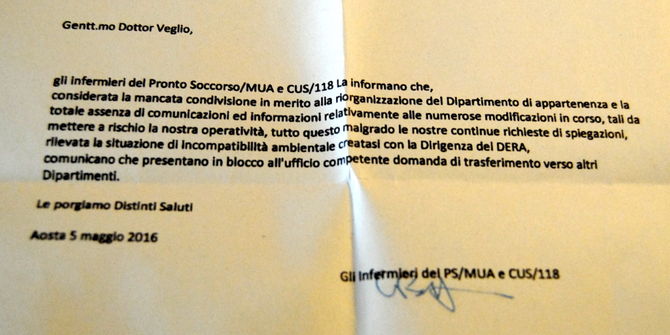 Gentt.mo Dottor Veglio,
gli infermieri del Pronto Soccorso/MUA e CUS/118 La informano che,
considerata la mancata condivisione in merito alla riorganizzazione del Dipartimento di appartenenza e la
totale assenza di comunicazioni ed informazioni relativamente alle numerose modificazioni in corso, tali da
mettere a rischio la nostra operatività, tutto questo malgrado le nostre continue richieste di spiegazioni,
rilevata la situazione di incompatibilità ambientale creatasi con la Dirigenza del DERA,
comunicano che presentano in blocco all'ufficio competente domanda di trasferimento verso altri
Dipartimenti.
Le porgiamo Distinti Saluti
Aosta 5 maggio 2016
Gli Infermieri del PS/MUA e CUS/118